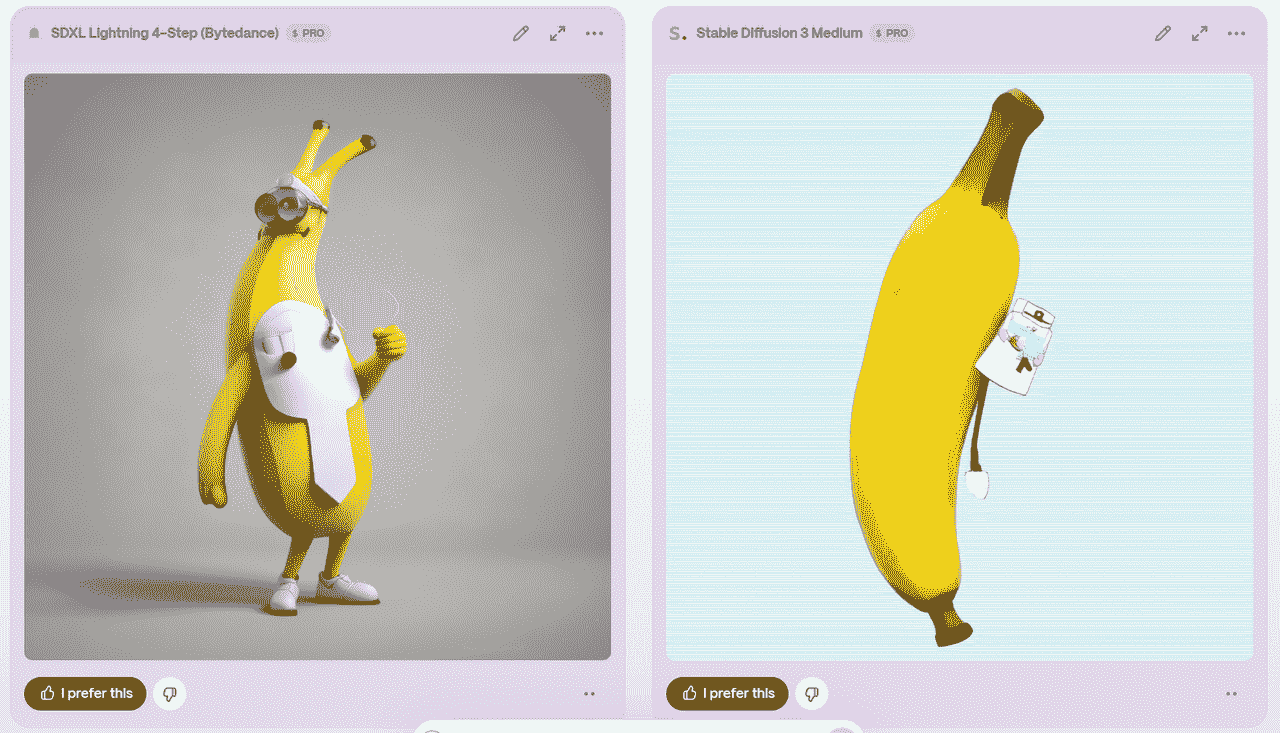 SDXL Lightning 4-Step (Bytedance) $ PRO
S. Stable Diffusion 3 Medium $ PRO
I prefer this
I prefer this